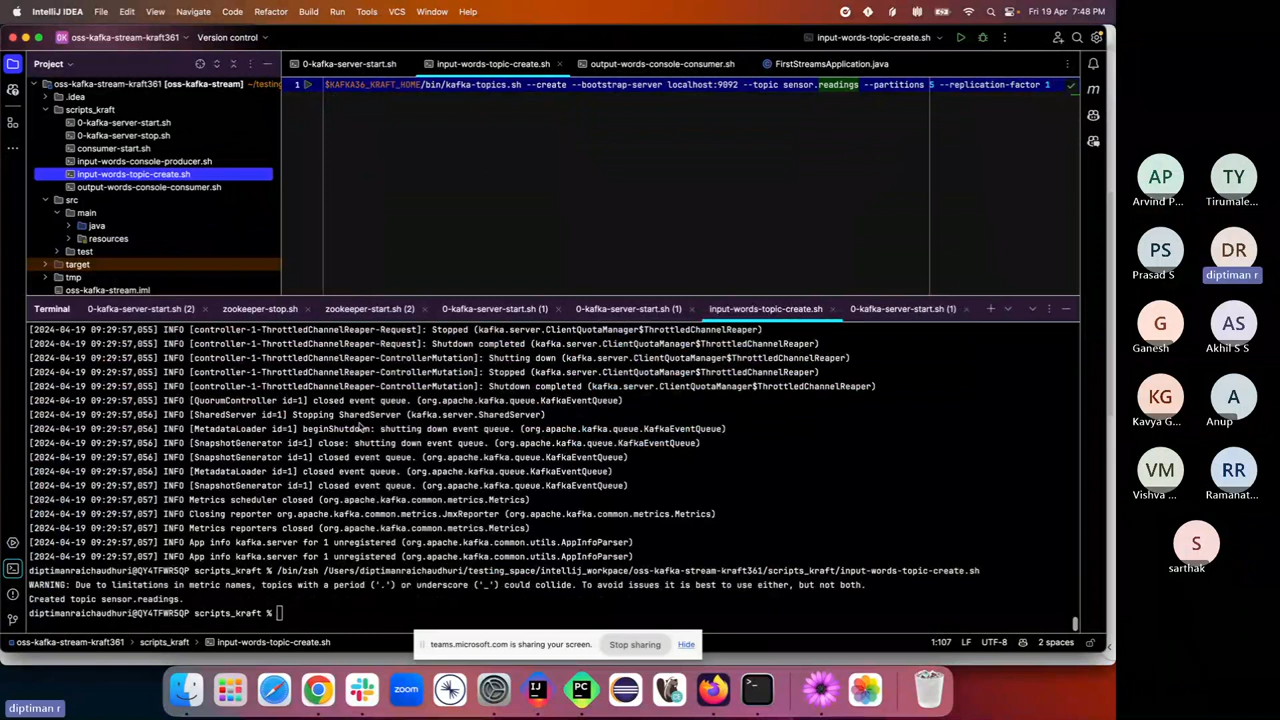 IntelliJ IDEA File Edit View Navigate Code Refactor Build Run Tools VCS Window Help Fri 19 Apr 7:48 PM
DK oss-kafka-stream-kraft361 Version control input-words-topic-create.sh
Project 0-kafka-server-start.sh input-words-topic-create.sh output-words-console-consumer.sh FirstStreamsApplication.java
oss-kafka-stream-kraft361 [oss-kafka-stream] ~/testing
.idea
scripts_kraft
0-kafka-server-start.sh
0-kafka-server-stop.sh
consumer-start.sh
input-words-console-producer.sh
input-words-topic-create.sh
output-words-console-consumer.sh
src
main
java
resources
test
target
tmp
oss-kafka-stream.iml
1 $KAFKA36_KRAFT_HOME/bin/kafka-topics.sh --create --bootstrap-server localhost:9092 --topic sensor.readings --partitions 5 --replication-factor 1
Terminal 0-kafka-server-start.sh (2) zookeeper-stop.sh zookeeper-start.sh (2) 0-kafka-server-start.sh (1) 0-kafka-server-start.sh (1) input-words-topic-create.sh 0-kafka-server-start.sh (1)
[2024-04-19 09:29:57,055] INFO [controller-1-ThrottledChannelReaper-Request]: Stopped (kafka.server.ClientQuotaManager$ThrottledChannelReaper)
[2024-04-19 09:29:57,055] INFO [controller-1-ThrottledChannelReaper-Request]: Shutdown completed (kafka.server.ClientQuotaManager$ThrottledChannelReaper)
[2024-04-19 09:29:57,055] INFO [controller-1-ThrottledChannelReaper-ControllerMutation]: Shutting down (kafka.server.ClientQuotaManager$ThrottledChannelReaper)
[2024-04-19 09:29:57,055] INFO [controller-1-ThrottledChannelReaper-ControllerMutation]: Stopped (kafka.server.ClientQuotaManager$ThrottledChannelReaper)
[2024-04-19 09:29:57,055] INFO [controller-1-ThrottledChannelReaper-ControllerMutation]: Shutdown completed (kafka.server.ClientQuotaManager$ThrottledChannelReaper)
[2024-04-19 09:29:57,055] INFO [QuorumController id=1] closed event queue. (org.apache.kafka.queue.KafkaEventQueue)
[2024-04-19 09:29:57,056] INFO [SharedServer id=1] Stopping SharedServer (kafka.server.SharedServer)
[2024-04-19 09:29:57,056] INFO [MetadataLoader id=1] beginShutdown: shutting down event queue. (org.apache.kafka.queue.KafkaEventQueue)
[2024-04-19 09:29:57,056] INFO [SnapshotGenerator id=1] close: shutting down event queue. (org.apache.kafka.queue.KafkaEventQueue)
[2024-04-19 09:29:57,056] INFO [SnapshotGenerator id=1] closed event queue. (org.apache.kafka.queue.KafkaEventQueue)
[2024-04-19 09:29:57,056] INFO [MetadataLoader id=1] closed event queue. (org.apache.kafka.queue.KafkaEventQueue)
[2024-04-19 09:29:57,056] INFO [SnapshotGenerator id=1] closed event queue. (org.apache.kafka.queue.KafkaEventQueue)
[2024-04-19 09:29:57,057] INFO Metrics scheduler closed (org.apache.kafka.common.metrics.Metrics)
[2024-04-19 09:29:57,057] INFO Closing reporter org.apache.kafka.common.metrics.JmxReporter (org.apache.kafka.common.metrics.Metrics)
[2024-04-19 09:29:57,057] INFO Metrics reporters closed (org.apache.kafka.common.metrics.Metrics)
[2024-04-19 09:29:57,057] INFO App info kafka.server for 1 unregistered (org.apache.kafka.common.utils.AppInfoParser)
[2024-04-19 09:29:57,057] INFO App info kafka.server for 1 unregistered (org.apache.kafka.common.utils.AppInfoParser)
diptimanraichaudhuri@QY4TFWR5QP scripts_kraft % /bin/zsh /Users/diptimanraichaudhuri/testing_space/intellij_workpace/oss-kafka-stream-kraft361/scripts_kraft/input-words-topic-create.sh
WARNING: Due to limitations in metric names, topics with a period ('.') or underscore ('_') could collide. To avoid issues it is best to use either, but not both.
Created topic sensor.readings.
diptimanraichaudhuri@QY4TFWR5QP scripts_kraft %
oss-kafka-stream-kraft361 scripts_kraft input-words-topic-create.sh 1:107 LF UTF-8 2 spaces
teams.microsoft.com is sharing your screen. Stop sharing Hide
zoom IJ PC
diptiman r
AP TY
Arvind P... Tirumale...
PS DR
Prasad S diptiman r
G AS
Ganesh Akhil S S
KG A
Kavya G... Anup
VM RR
Vishva ... Ramanat...
S
sarthak